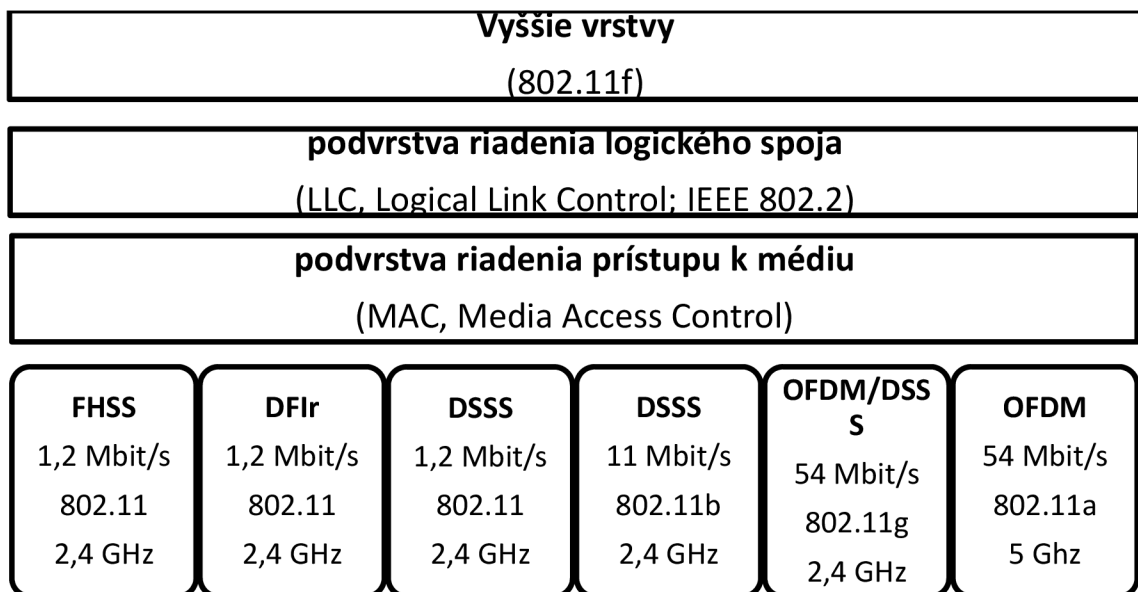 Vyššie vrstvy
(802.11f)
podvrstva riadenia logického spoja
(LLC, Logical Link Control; IEEE 802.2)
podvrstva riadenia prístupu k médiu
(MAC, Media Access Control)
FHSS
1,2 Mbit/s
802.11
2,4 GHz
DFIr
1,2 Mbit/s
802.11
2,4 GHz
DSSS
1,2 Mbit/s
802.11
2,4 GHz
DSSS
11 Mbit/s
802.11b
2,4 GHz
OFDM/DSS
S
54 Mbit/s
802.11g
2,4 GHz
OFDM
54 Mbit/s
802.11a
5 Ghz